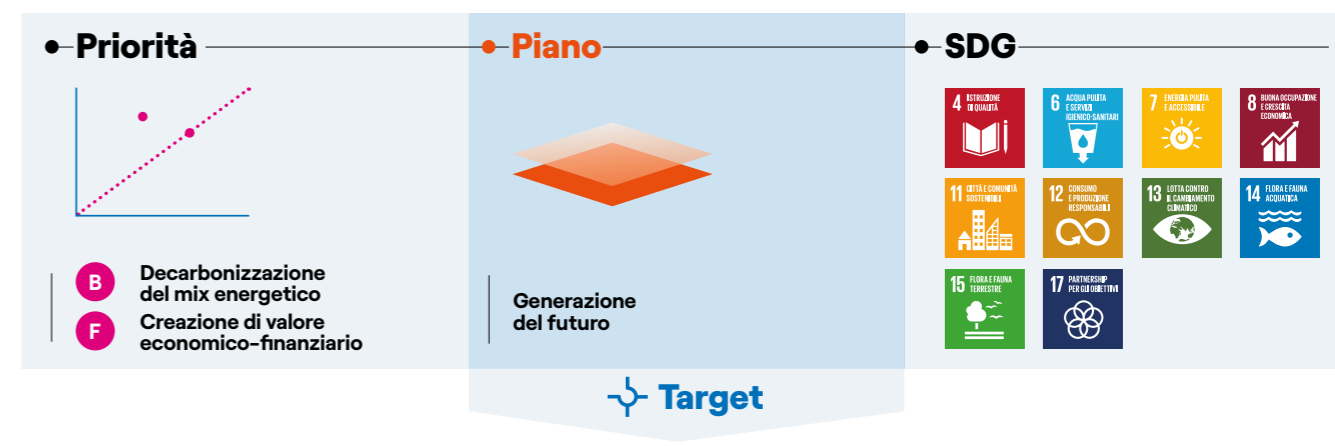 Priorità
B
Decarbonizzazione
del mix energetico
F
Creazione di valore
economico-finanziario
Piano
Generazione
del futuro
SDG
4 ISTRUZIONE
DI QUALITÀ
6 ACQUA PULITA
E SERVIZI
IGIENICO-SANITARI
7 ENERGIA PULITA
E ACCESSIBILE
8 BUONA OCCUPAZIONE
E CRESCITA
ECONOMICA
11 CITTÀ E COMUNITÀ
SOSTENIBILI
12 CONSUMO
E PRODUZIONE
RESPONSABILI
13 LOTTA CONTRO
IL CAMBIAMENTO
CLIMATICO
14 FLORA E FAUNA
ACQUATICA
15 FLORA E FAUNA
TERRESTRE
17 PARTNERSHIP
PER GLI OBIETTIVI
Target